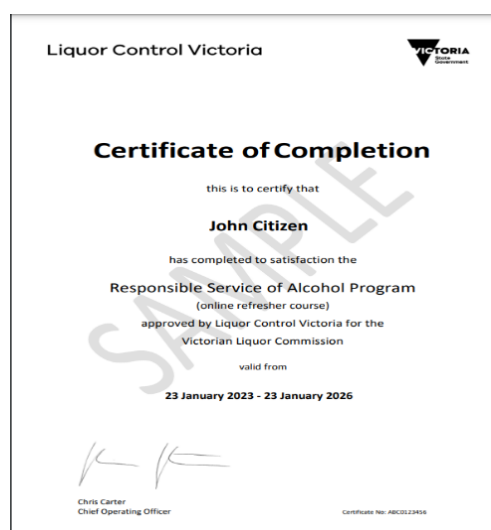 Liquor Control Victoria
VICTORIA
State
Government
Certificate of Completion
this is to certify that
John Citizen
has completed to satisfaction the
Responsible Service of Alcohol Program
(online refresher course)
approved by Liquor Control Victoria for the
Victorian Liquor Commission
valid from
23 January 2023 - 23 January 2026
SAMPLE
Chris Carter
Chief Operating Officer
Certificate No: ABC0123456